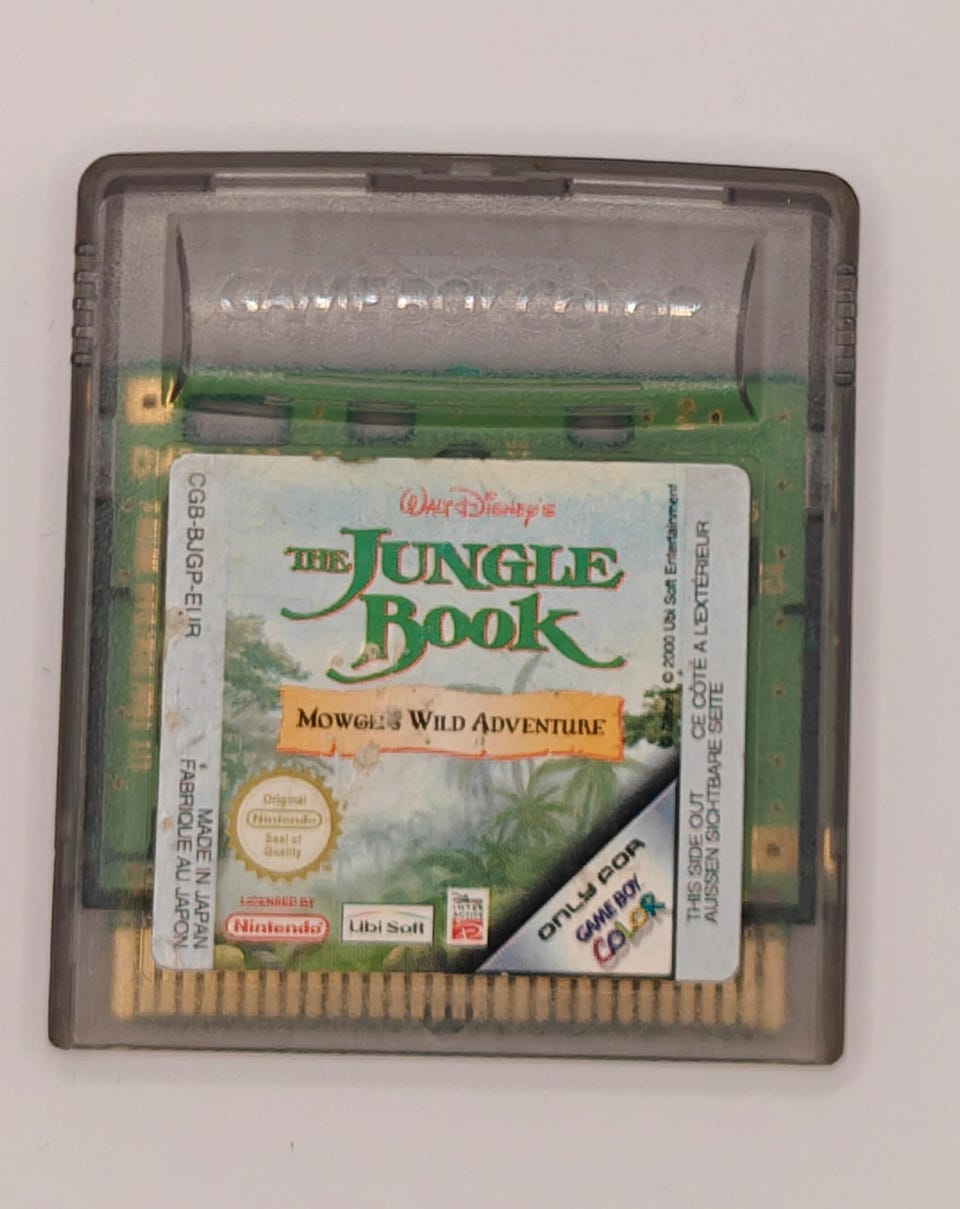 GAME BOY COLOR
CGB-BJGP-EUR
MADE IN JAPAN
FABRIQUE AU JAPON
WALT DISNEY'S
THE JUNGLE
BOOK
MOWGLI'S WILD ADVENTURE
Original
Nintendo
Seal of
Quality
LICENSED BY
Nintendo
Ubi Soft
ONLY FOR
GAME BOY
COLOR
© 2000 Ubi Soft Entertainment
THIS SIDE OUT CE CÔTÉ À L'EXTÉRIEUR
AUSSEN SICHTBARE SEITE